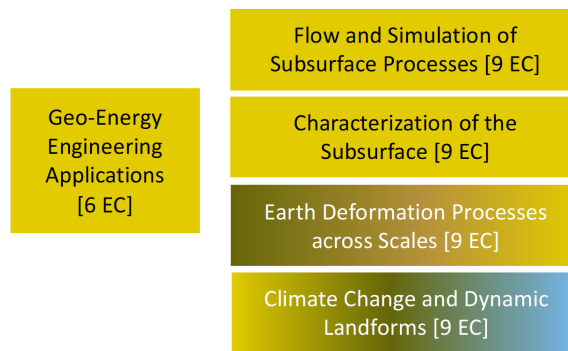 Geo-Energy
Engineering
Applications
[6 EC]
Flow and Simulation of
Subsurface Processes [9 EC]
Characterization of the
Subsurface [9 EC]
Earth Deformation Processes
across Scales [9 EC]
Climate Change and Dynamic
Landforms [9 EC]